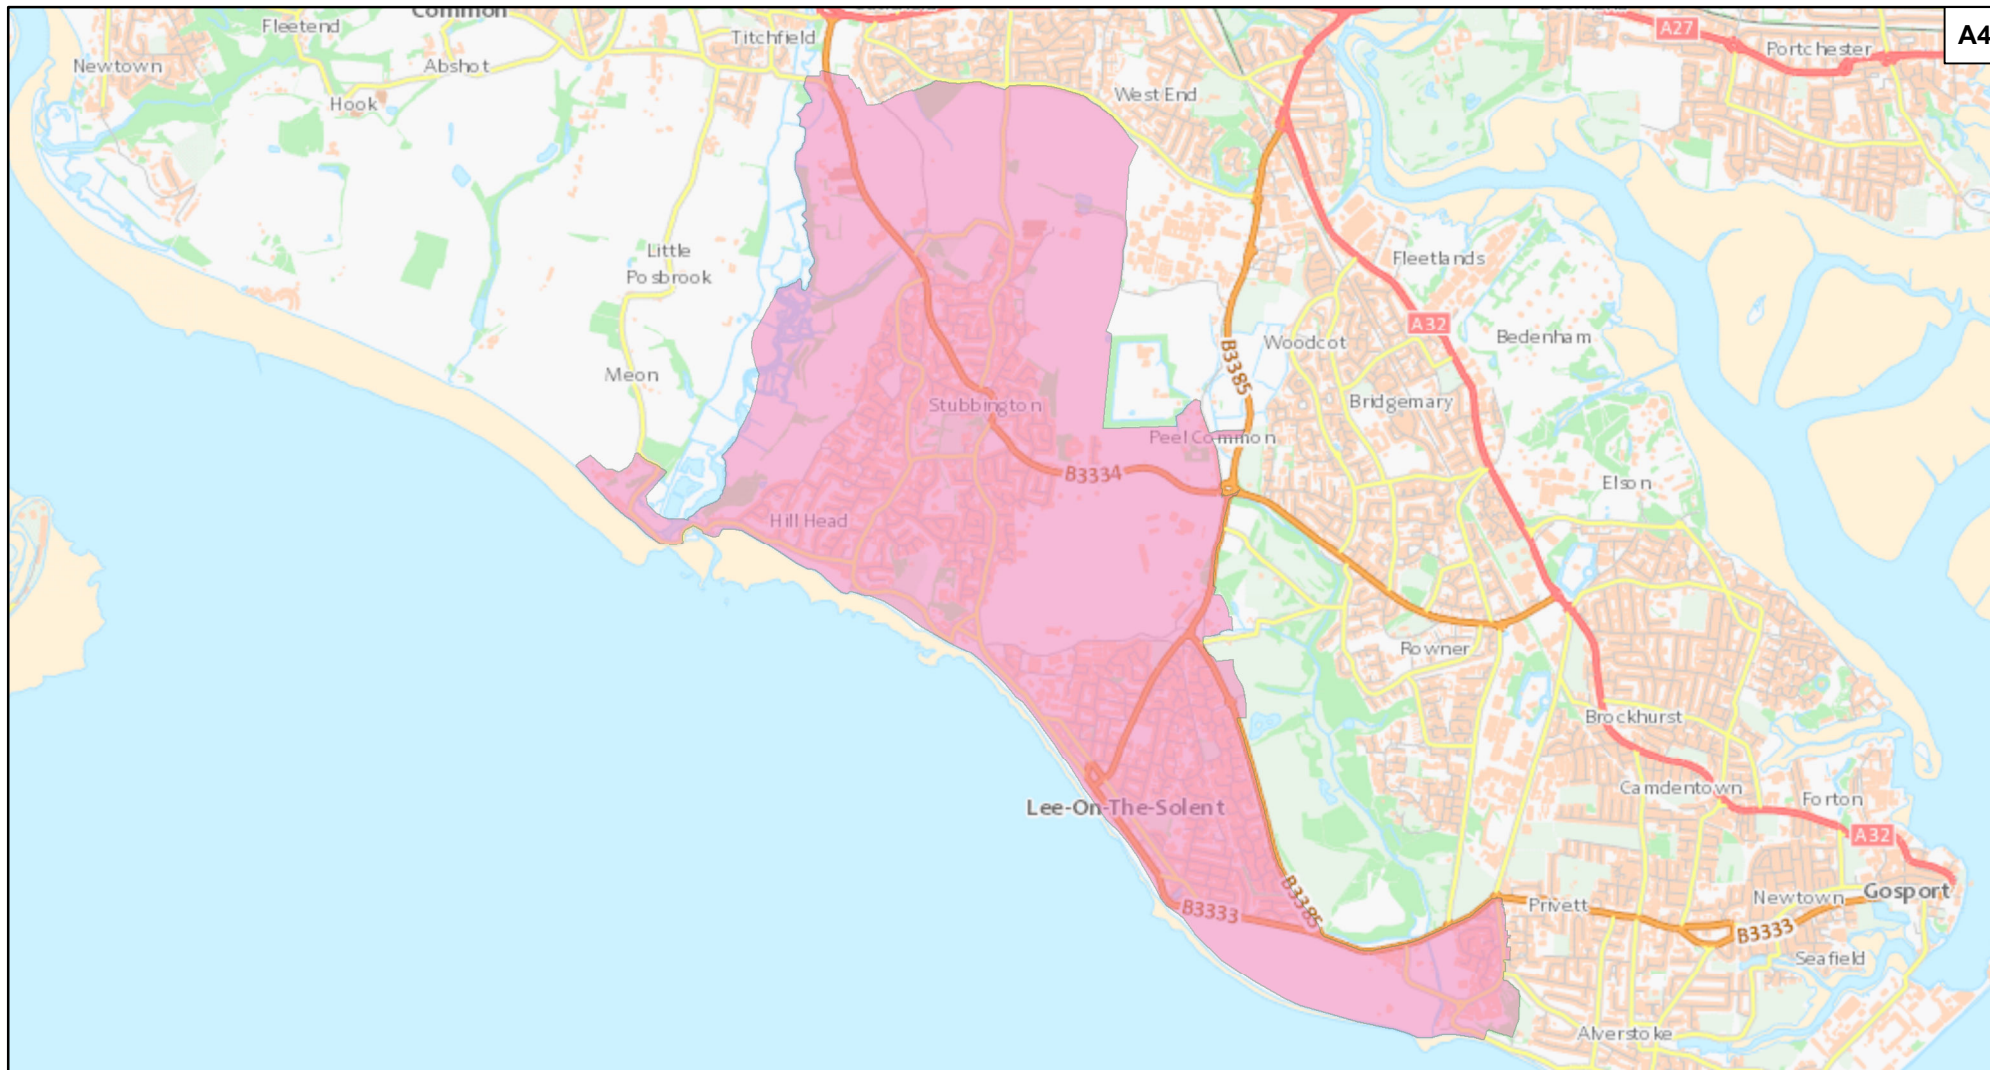 Common
Fleetend
Titchfield
A27
A4
Portchester
Newtown
Abshot
Hook
West End
Little
Posbrook
Fleetlands
A32
Bedenham
Woodcot
B3385
Meon
Stubbington
Bridgemary
Peel Common
B3334
Elson
Hill Head
Rowner
Brockhurst
Camdentown
Forton
Lee-On-The-Solent
A32
Gosport
B3385
B3333
Privett
Newtown
B3333
Seafield
Alverstoke